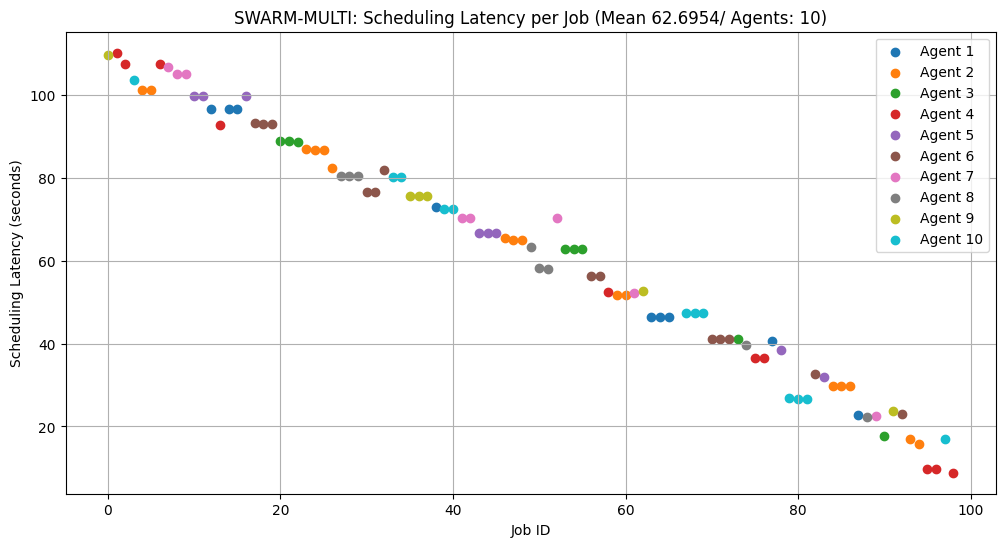 SWARM-MULTI: Scheduling Latency per Job (Mean 62.6954/ Agents: 10)
Scheduling Latency (seconds)
100
80
60
40
20
0
20
40
60
80
100
Job ID
Agent 1
Agent 2
Agent 3
Agent 4
Agent 5
Agent 6
Agent 7
Agent 8
Agent 9
Agent 10